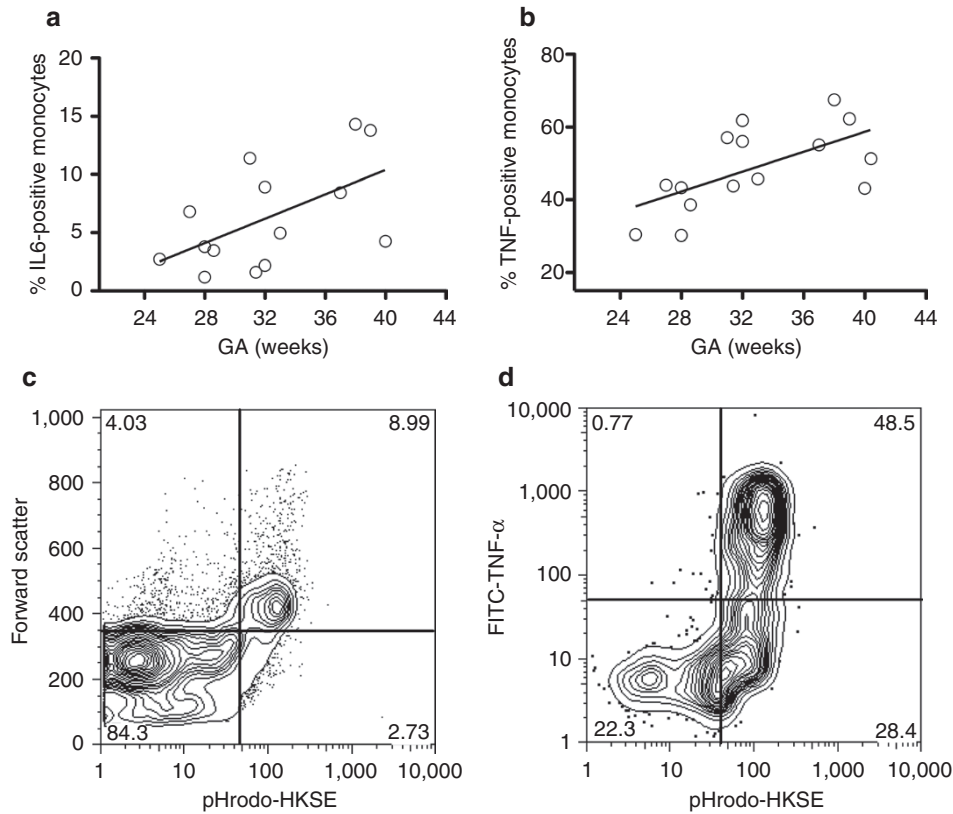 a
% IL6-positive monocytes
20
15
10
5
0
24 28 32 36 40 44
GA (weeks)
b
% TNF-positive monocytes
80
60
40
20
24 28 32 36 40 44
GA (weeks)
c
Forward scatter
1,000
800
600
400
200
0
4.03 8.99
84.3 2.73
1 10 100 1,000 10,000
pHrodo-HKSE
d
FITC-TNF-α
10,000
1,000
100
10
1
0.77 48.5
22.3 28.4
1 10 100 1,000 10,000
pHrodo-HKSE